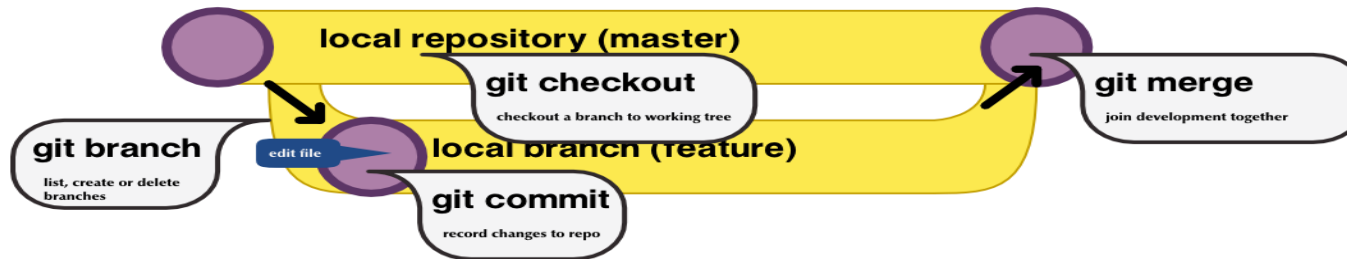 local repository (master)
git checkout
checkout a branch to working tree
git merge
join development together
git branch
list, create or delete
branches
edit file
local branch (feature)
git commit
record changes to repo